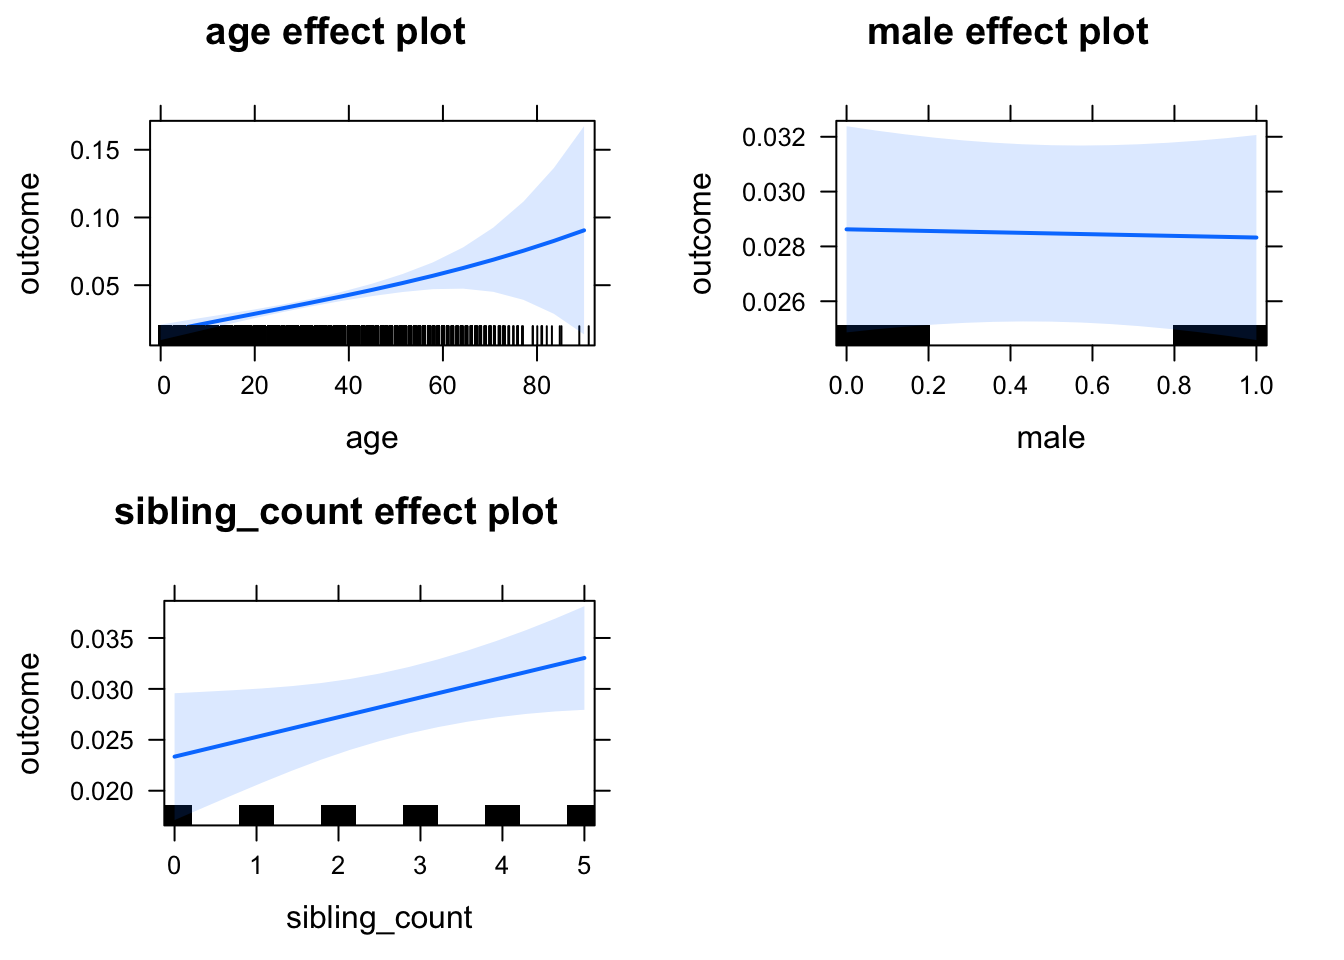 age effect plot
outcome
0.15
0.10
0.05
0 20 40 60 80
age
male effect plot
outcome
0.032
0.030
0.028
0.026
0.0 0.2 0.4 0.6 0.8 1.0
male
sibling_count effect plot
outcome
0.035
0.030
0.025
0.020
0 1 2 3 4 5
sibling_count